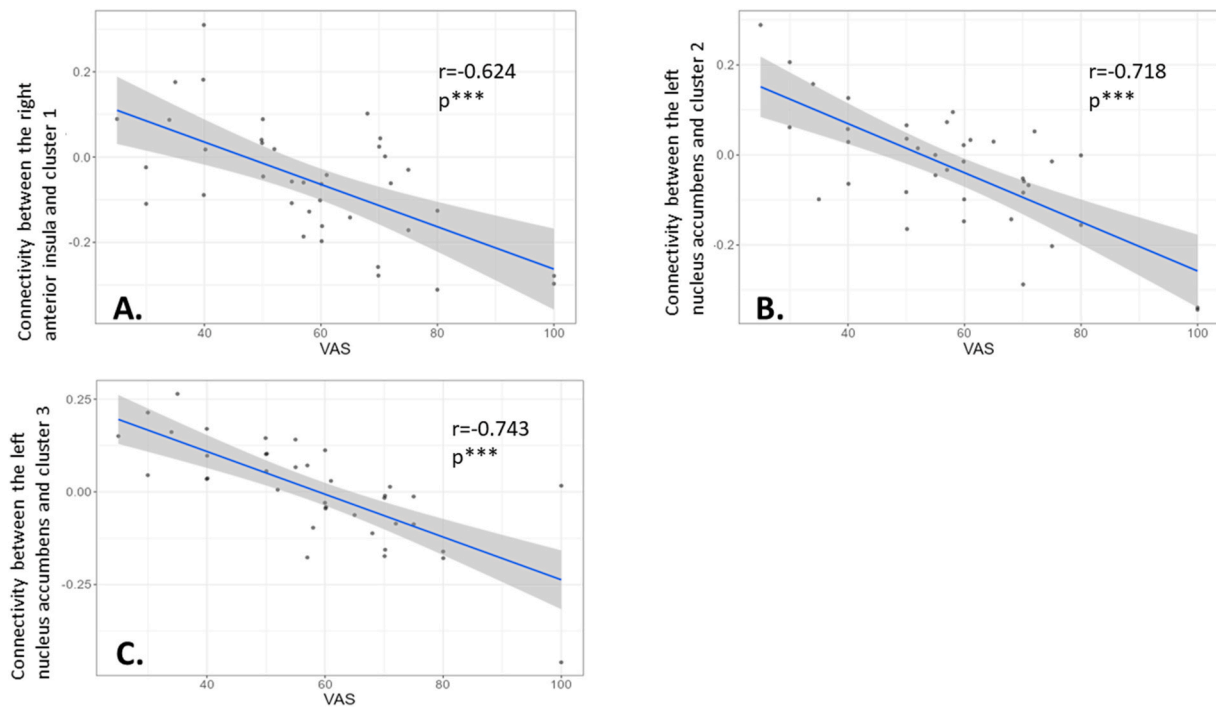 Connectivity between the right
anterior insula and cluster 1
0.2
0.0
-0.2
r=-0.624
p***
A.
40 60 80 100
VAS
Connectivity between the left
nucleus accumbens and cluster 2
0.2
0.0
-0.2
r=-0.718
p***
B.
40 60 80 100
VAS
Connectivity between the left
nucleus accumbens and cluster 3
0.25
0.00
-0.25
r=-0.743
p***
C.
40 60 80 100
VAS